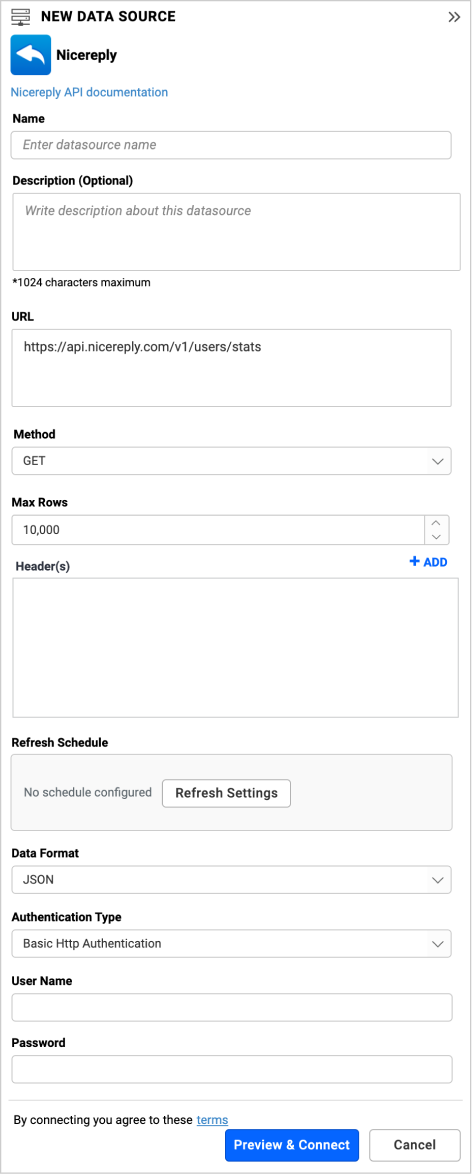 NEW DATA SOURCE
Nicereply
Nicereply API documentation
Name
Enter datasource name
Description (Optional)
Write description about this datasource
*1024 characters maximum
URL
https://api.nicereply.com/v1/users/stats
Method
GET
Max Rows
10,000
Header(s)
+ ADD
Refresh Schedule
No schedule configured Refresh Settings
Data Format
JSON
Authentication Type
Basic Http Authentication
User Name
Password
By connecting you agree to these terms
Preview & Connect Cancel